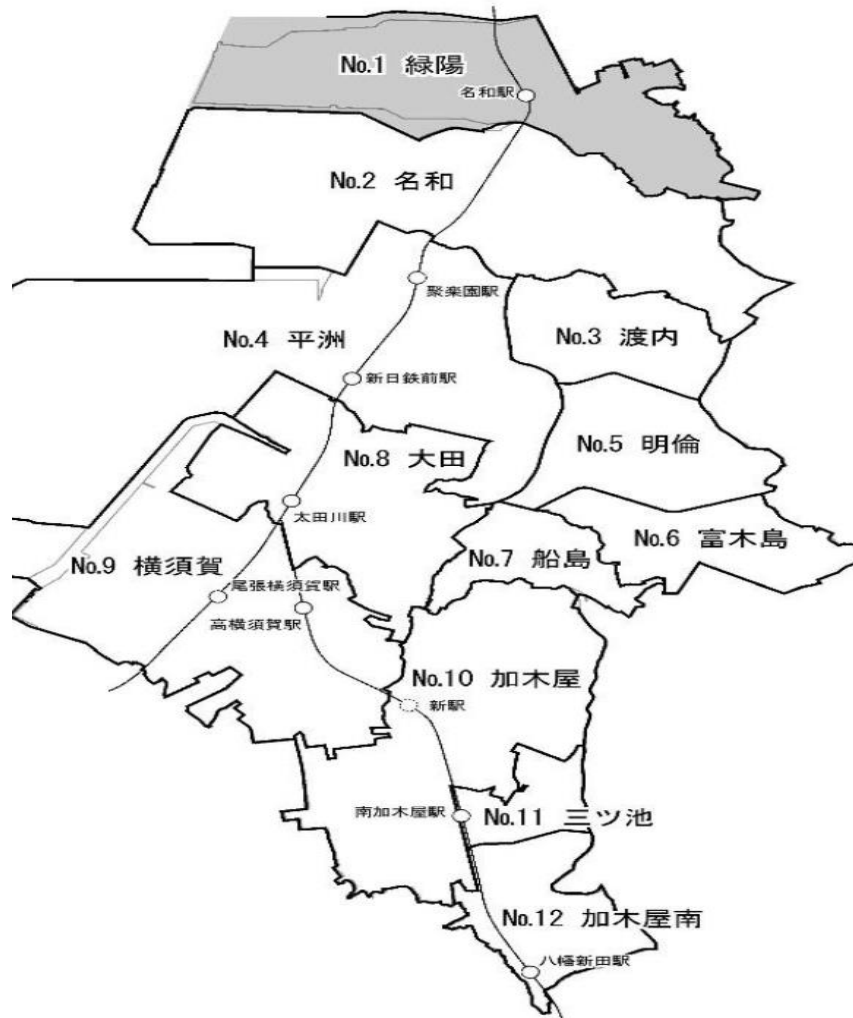 No.1 緑陽
名和駅
No.2 名和
聚楽園駅
No.4 平洲
No.3 渡内
新日鉄前駅
No.8 大田
No.5 明倫
太田川駅
No.6 富木島
No.7 船島
No.9 横須賀
尾張横須賀駅
高横須賀駅
No.10 加木屋
新駅
南加木屋駅
No.11 三ツ池
No.12 加木屋南
八幡新田駅